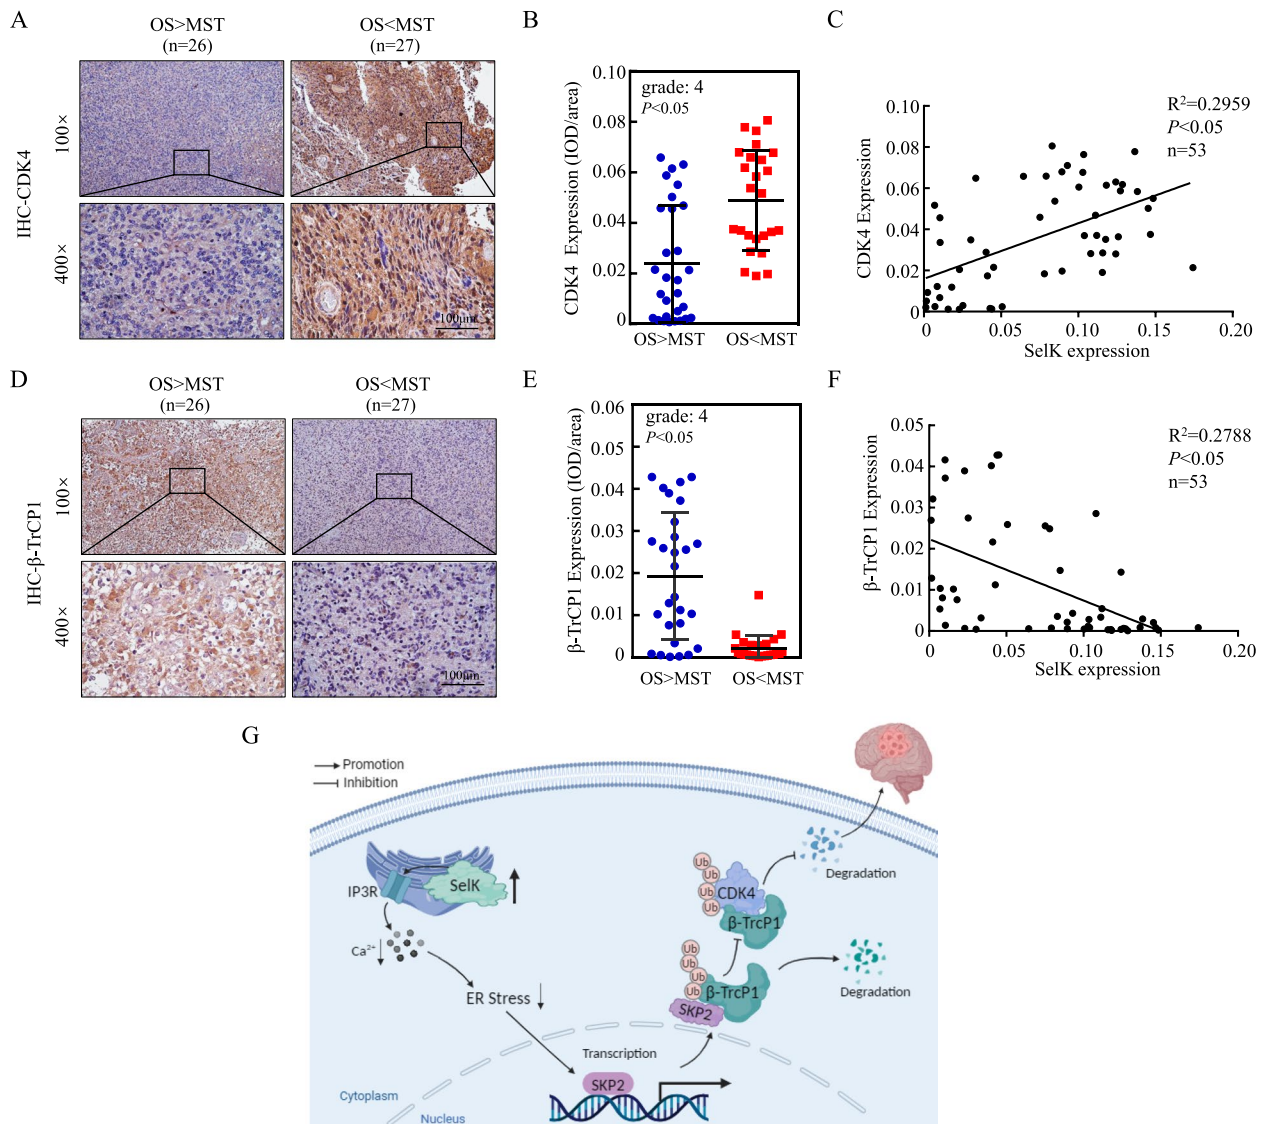 A
OS>MST
(n=26)
OS<MST
(n=27)
IHC-CDK4
100×
400×
100μm
B
CDK4 Expression (IOD/area)
0.10
0.08
0.06
0.04
0.02
0
grade: 4
P<0.05
OS>MST
OS<MST
C
CDK4 Expression
0.10
0.08
0.06
0.04
0.02
0
0
0.05
0.10
0.15
0.20
SelK expression
R²=0.2959
P<0.05
n=53
D
OS>MST
(n=26)
OS<MST
(n=27)
IHC-β-TrCP1
100×
400×
100μm
E
β-TrCP1 Expression (IOD/area)
0.06
0.05
0.04
0.03
0.02
0.01
0
grade: 4
P<0.05
OS>MST
OS<MST
F
β-TrCP1 Expression
0.05
0.04
0.03
0.02
0.01
0
0
0.05
0.10
0.15
0.20
SelK expression
R²=0.2788
P<0.05
n=53
G
Promotion
Inhibition
IP3R
SelK
Ca²⁺
ER Stress
Transcription
SKP2
Cytoplasm
Nucleus
Ub
Ub
Ub
Ub
CDK4
β-TrcP1
Degradation
Ub
Ub
Ub
Ub
β-TrcP1
SKP2
Degradation